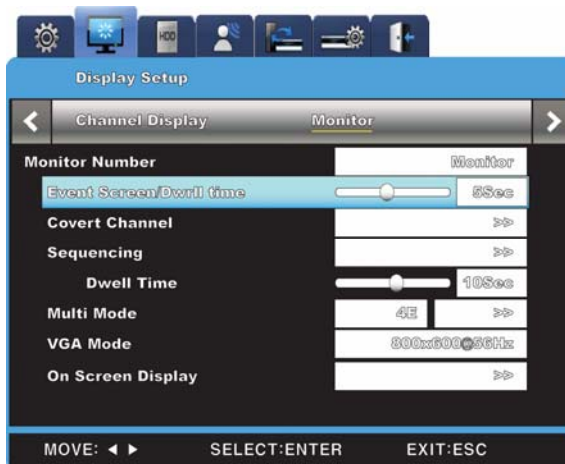 HDD
Display Setup
Channel Display Monitor
Monitor Number Monitor
Event Screen/Dwrll time 5Sec
Covert Channel >>
Sequencing >>
Dwell Time 10Sec
Multi Mode 4E >>
VGA Mode 800x600@56Hz
On Screen Display >>
MOVE: ◄ ► SELECT:ENTER EXIT:ESC